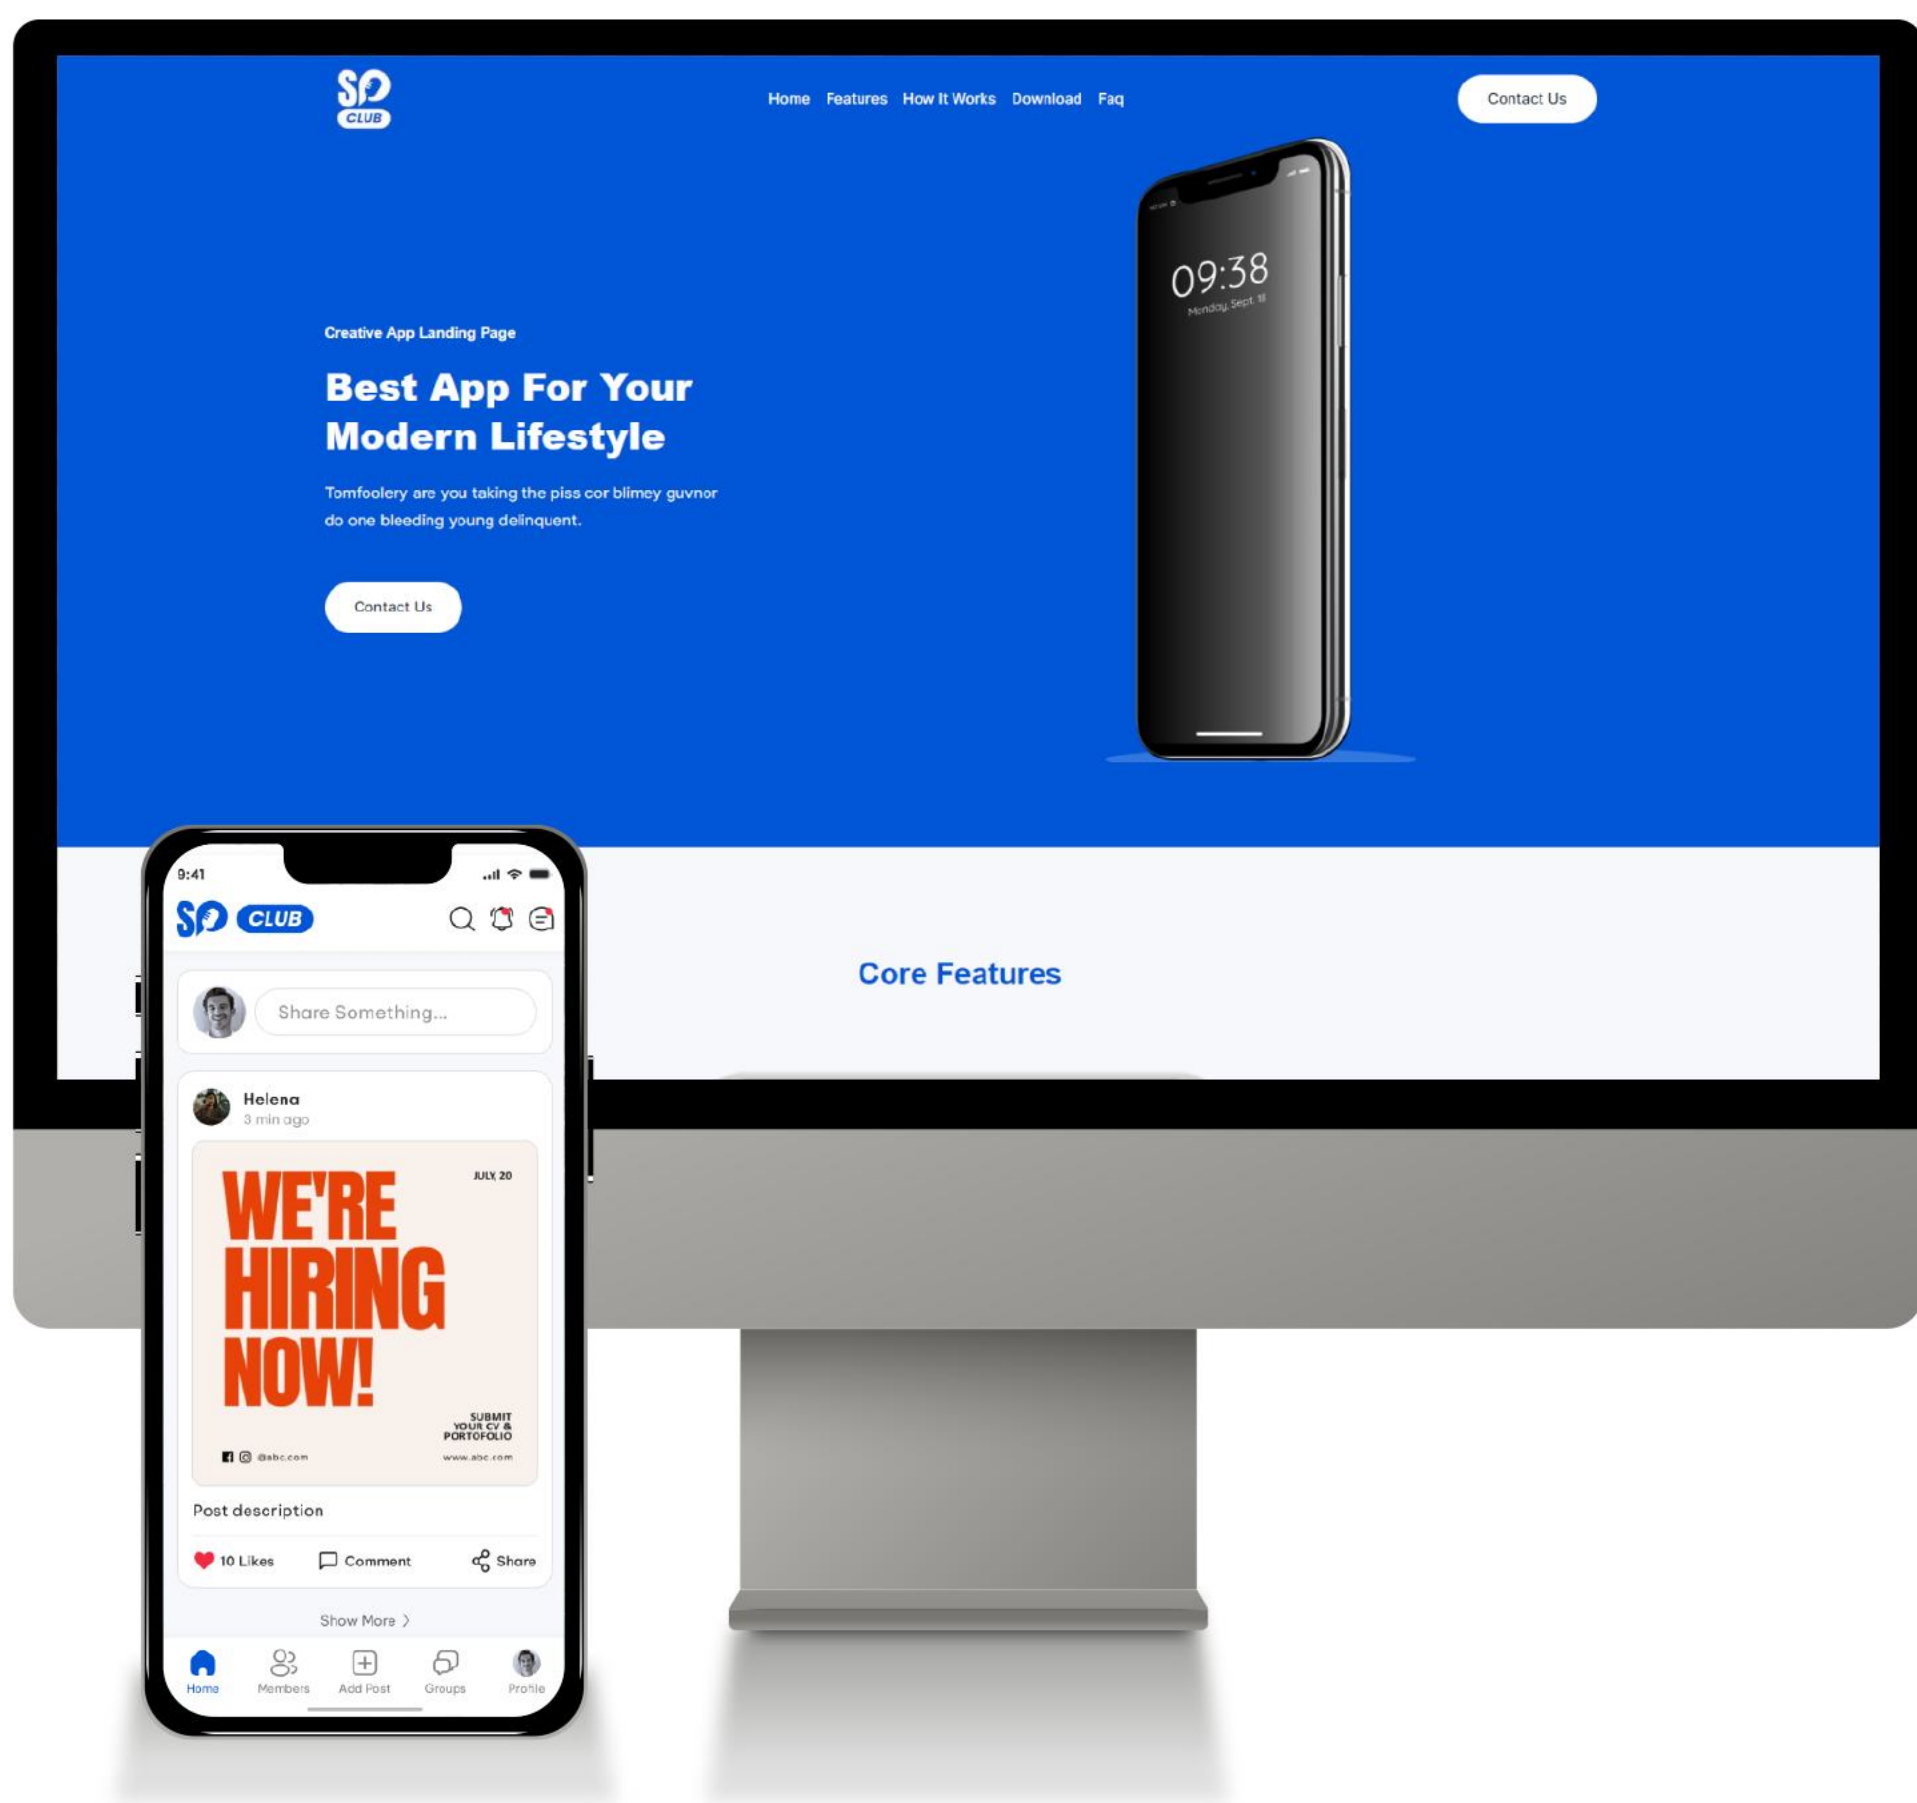 SP
CLUB
Home Features How It Works Download Faq
Contact Us
09:38
Monday, Sept. 18
Creative App Landing Page
Best App For Your
Modern Lifestyle
Tomfoolery are you taking the piss cor blimey guvnor
do one bleeding young delinquent.
Contact Us
Core Features
9:41
SP CLUB
Share Something...
Helena
3 min ago
JULY, 20
WE'RE
HIRING
NOW!
SUBMIT
YOUR CV &
PORTOFOLIO
@abc.com
www.abc.com
Post description
10 Likes Comment Share
Show More >
Home Members Add Post Groups Profile